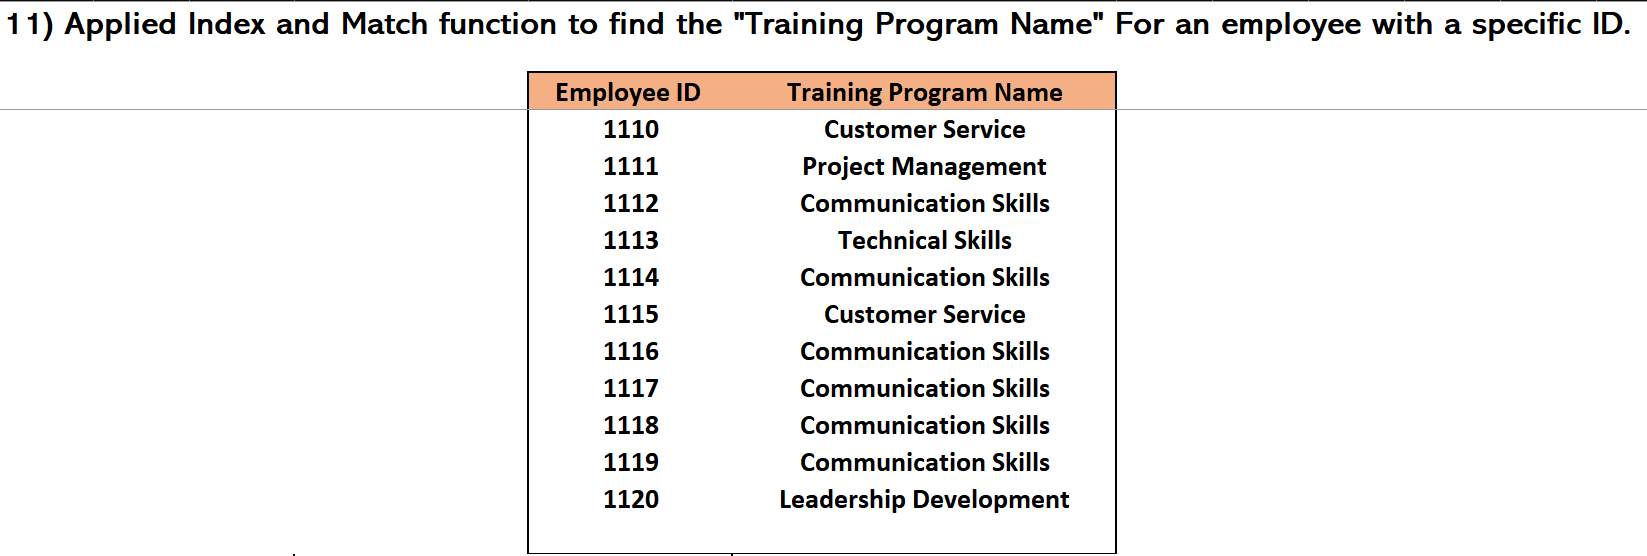 11) Applied Index and Match function to find the "Training Program Name" For an employee with a specific ID.
Employee ID Training Program Name
1110 Customer Service
1111 Project Management
1112 Communication Skills
1113 Technical Skills
1114 Communication Skills
1115 Customer Service
1116 Communication Skills
1117 Communication Skills
1118 Communication Skills
1119 Communication Skills
1120 Leadership Development